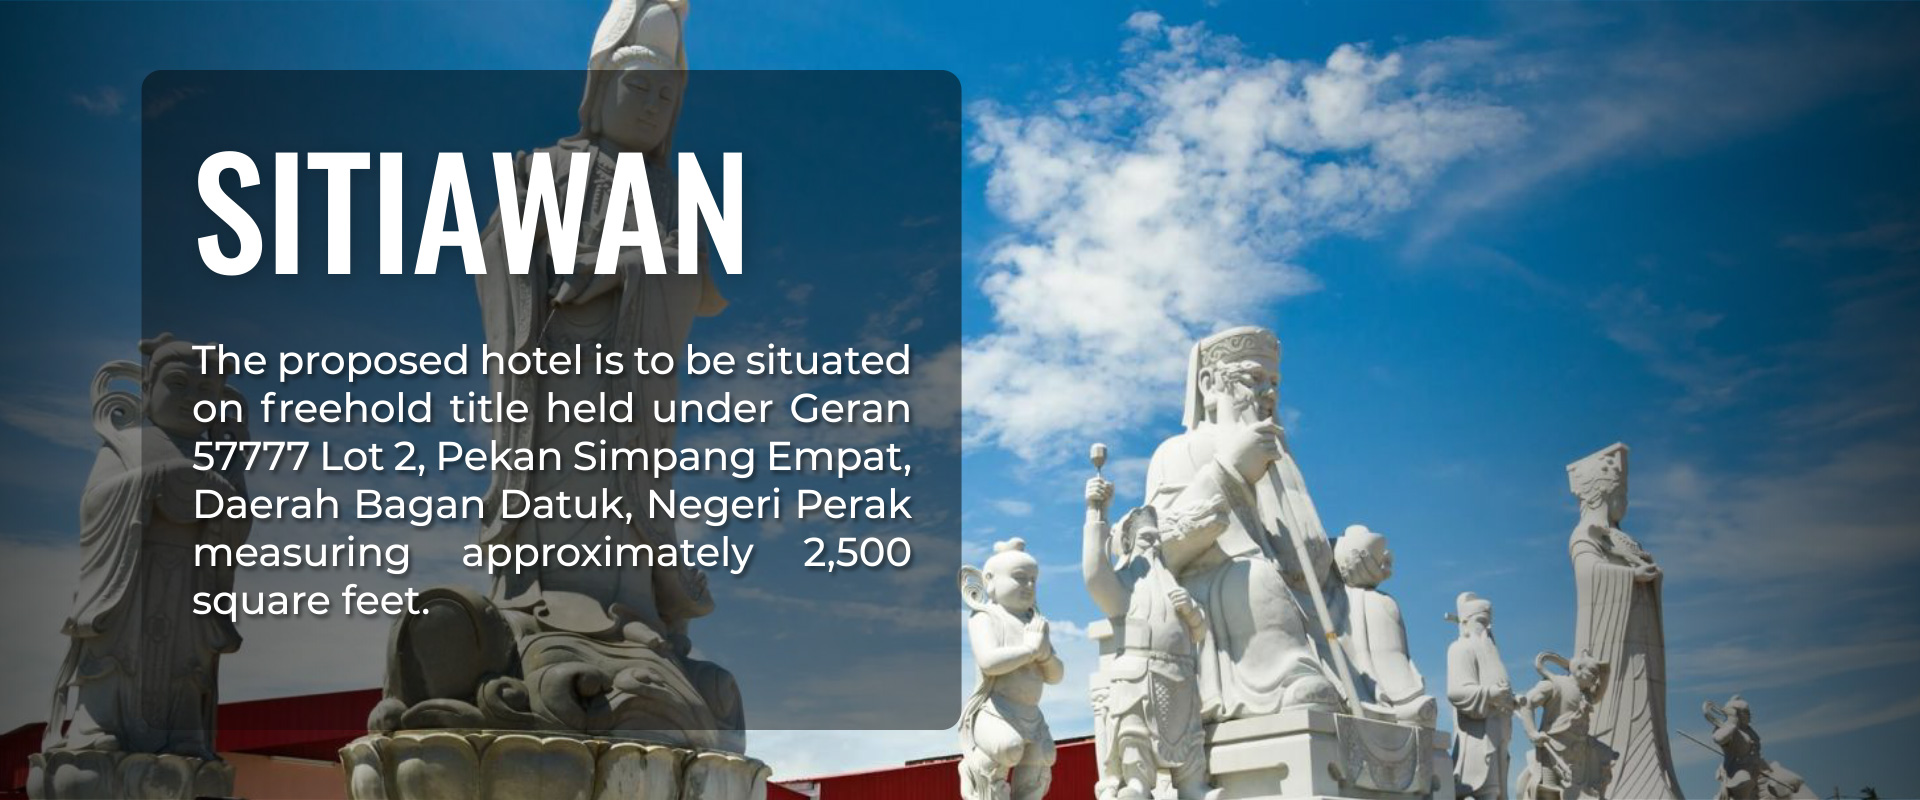 SITIAWAN
The proposed hotel is to be situated
on freehold title held under Geran
57777 Lot 2, Pekan Simpang Empat,
Daerah Bagan Datuk, Negeri Perak
measuring approximately 2,500
square feet.